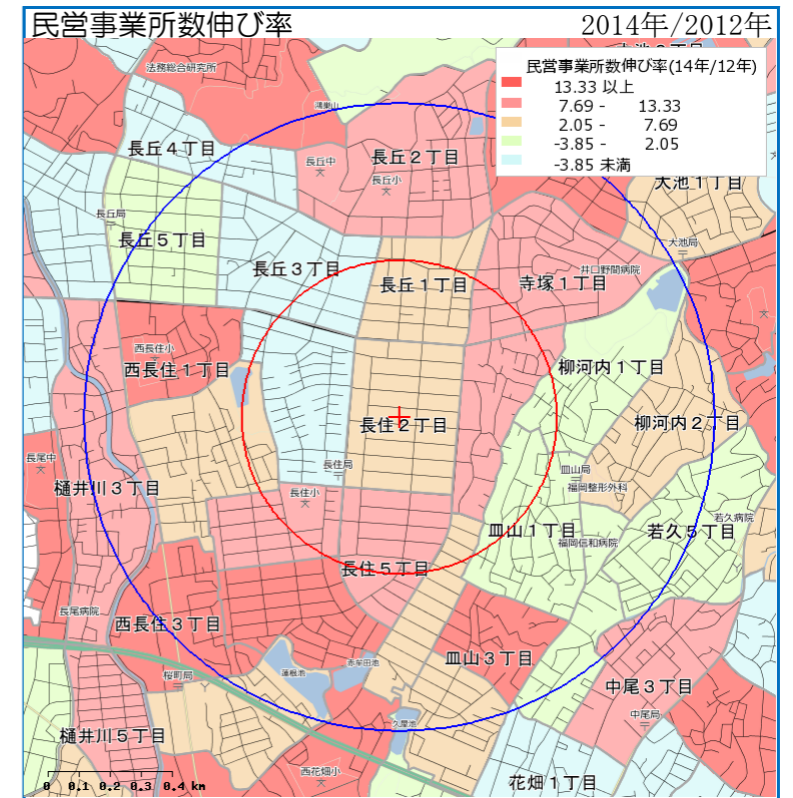 民営事業所数伸び率
2014年/2012年
民営事業所数伸び率(14年/12年)
13.33 以上
7.69 - 13.33
2.05 - 7.69
-3.85 - 2.05
-3.85 未満
法務総合研究所
鴻巣山
長丘4丁目
長丘中
長丘2丁目
長丘小
大池1丁目
長丘局
長丘5丁目
大池局
長丘3丁目
井口野間病院
長丘1丁目
寺塚1丁目
西長住小
西長住1丁目
柳河内1丁目
長住2丁目
柳河内2丁目
長尾中
長住局
皿山局
樋井川3丁目
長住小
福岡整形外科
若久病院
皿山1丁目
若久5丁目
福岡信和病院
長住5丁目
長尾病院
西長住3丁目
皿山3丁目
桜町局
蓮根池
赤牟田池
中尾3丁目
中尾局
樋井川5丁目
西花畑小
花畑1丁目
0 0.1 0.2 0.3 0.4 km